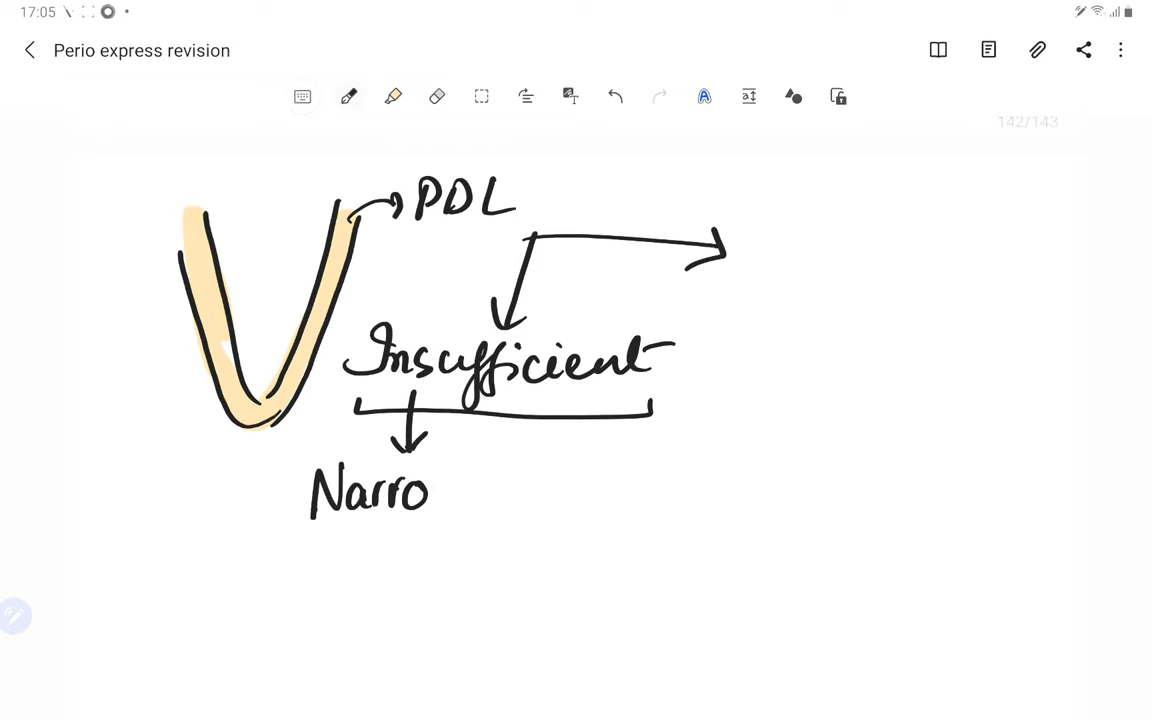 17:05
Perio express revision
142/143
PDL
Insufficient
Narro